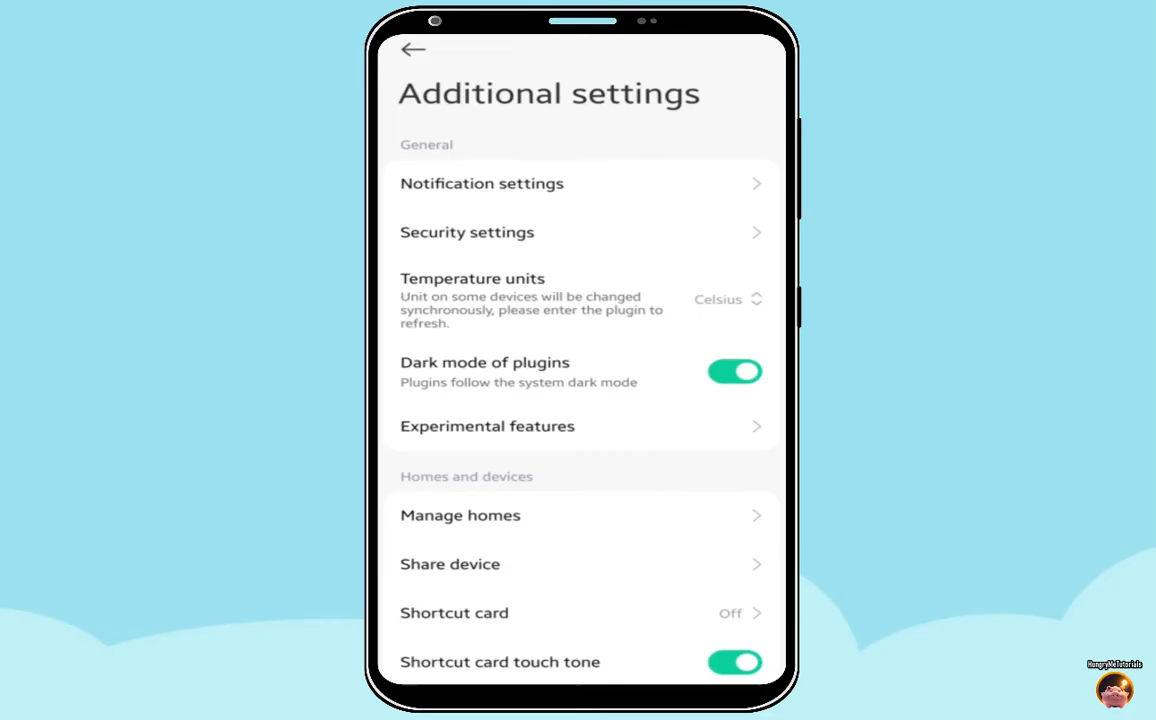 Additional settings
General
Notification settings
Security settings
Temperature units
Unit on some devices will be changed
synchronously, please enter the plugin to
refresh.
Celsius
Dark mode of plugins
Plugins follow the system dark mode
Experimental features
Homes and devices
Manage homes
Share device
Shortcut card
Off
Shortcut card touch tone
HungryMeTutorials